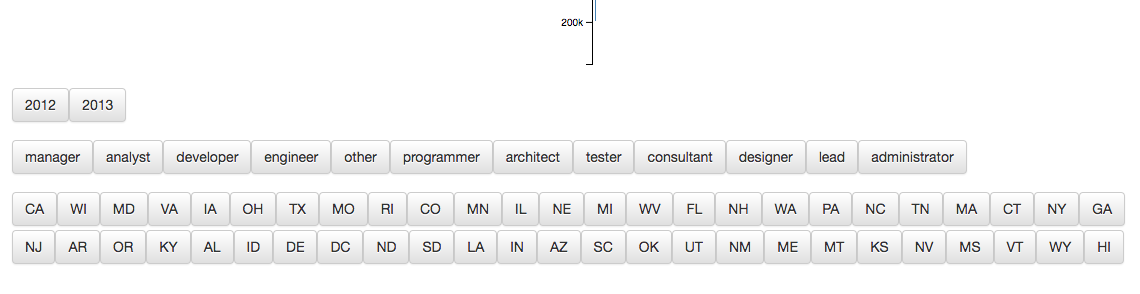 200k
2012 2013
manager analyst developer engineer other programmer architect tester consultant designer lead administrator
CA WI MD VA IA OH TX MO RI CO MN IL NE MI WV FL NH WA PA NC TN MA CT NY GA
NJ AR OR KY AL ID DE DC ND SD LA IN AZ SC OK UT NM ME MT KS NV MS VT WY HI